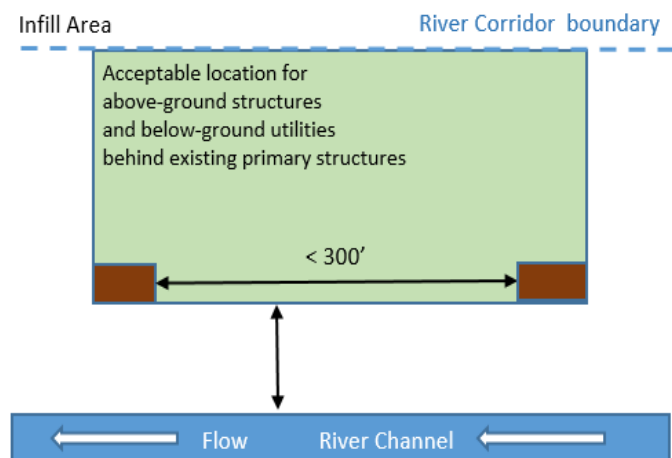 Infill Area
River Corridor boundary
Acceptable location for
above-ground structures
and below-ground utilities
behind existing primary structures
< 300’
Flow
River Channel